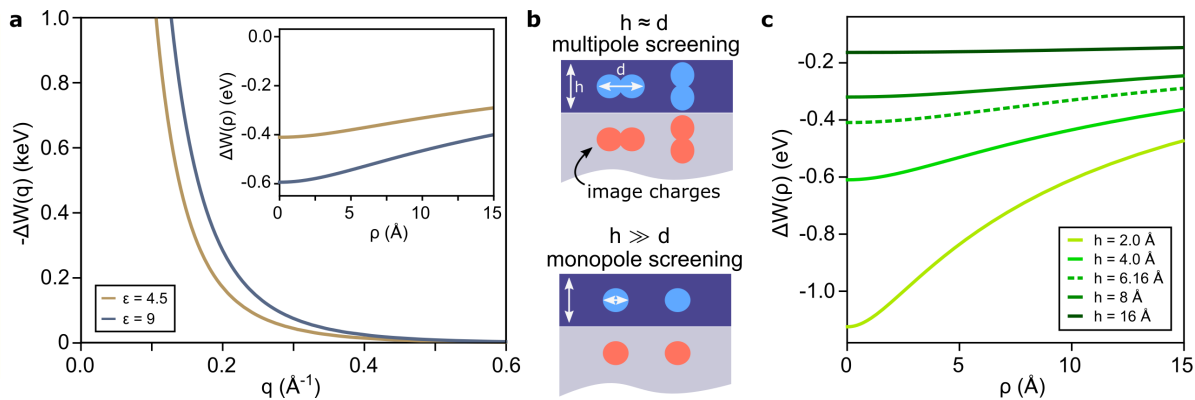 a
-ΔW(q) (keV)
1.0
0.8
0.6
0.4
0.2
0
0.0
0.2
0.4
0.6
q (Å⁻¹)
ε = 4.5
ε = 9
ΔW(ρ) (eV)
0.0
-0.2
-0.4
-0.6
0
5
10
15
ρ (Å)
b
h ≈ d
multipole screening
d
h
image charges
h ≫ d
monopole screening
c
ΔW(ρ) (eV)
-0.2
-0.4
-0.6
-0.8
-1.0
0
5
10
15
ρ (Å)
h = 2.0 Å
h = 4.0 Å
h = 6.16 Å
h = 8 Å
h = 16 Å